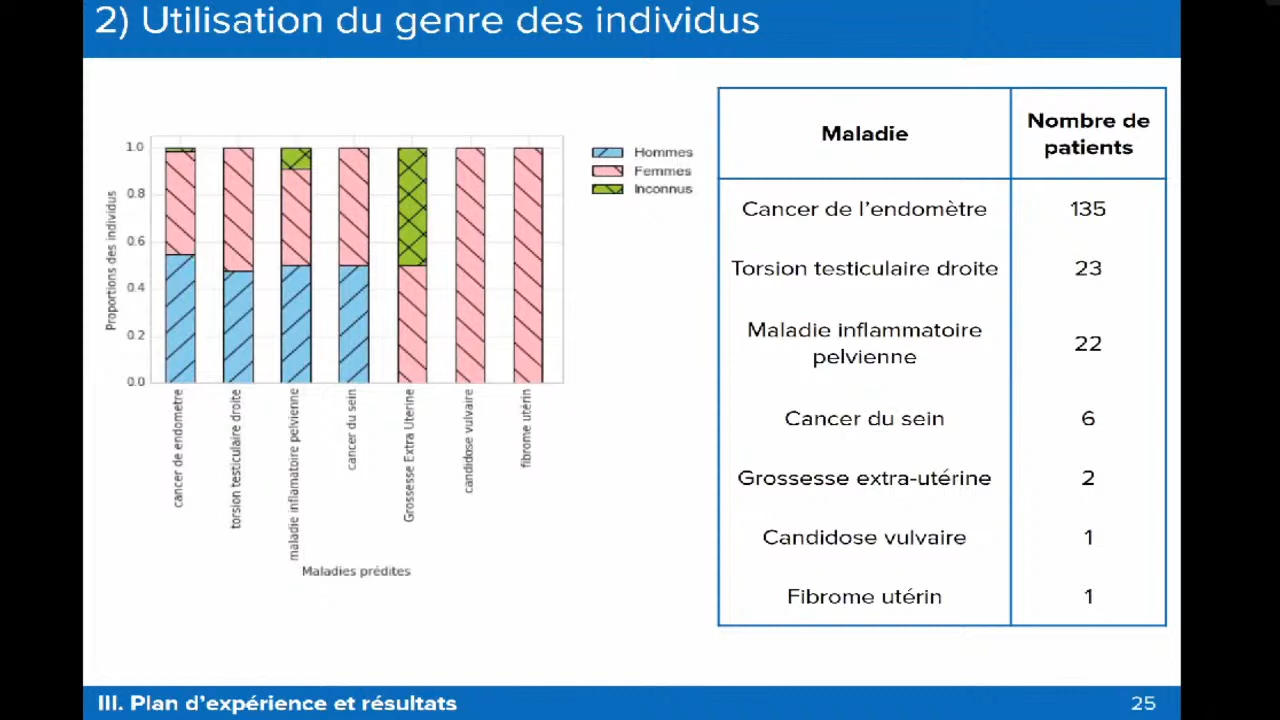 2) Utilisation du genre des individus
1.0
0.8
0.6
0.4
0.2
0.0
Proportions des individus
cancer de endometre
torsion testiculaire droite
maladie inflamatoire pelvienne
cancer du sein
Grossesse Extra Uterine
candidose vulvaire
fibrome utérin
Maladies prédites
Hommes
Femmes
Inconnus
Maladie
Nombre de
patients
Cancer de l'endomètre 135
Torsion testiculaire droite 23
Maladie inflammatoire
pelvienne 22
Cancer du sein 6
Grossesse extra-utérine 2
Candidose vulvaire 1
Fibrome utérin 1
III. Plan d'expérience et résultats 25